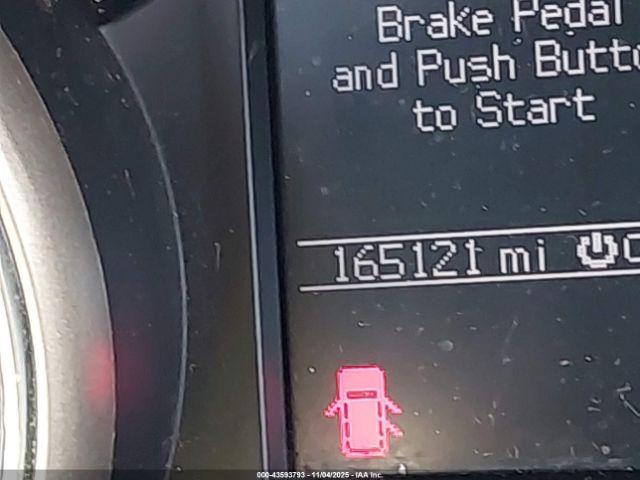 Brake Pedal
and Push Butto
to Start
165121 mi
000-43593793 - 11/04/2025 - IAA Inc.